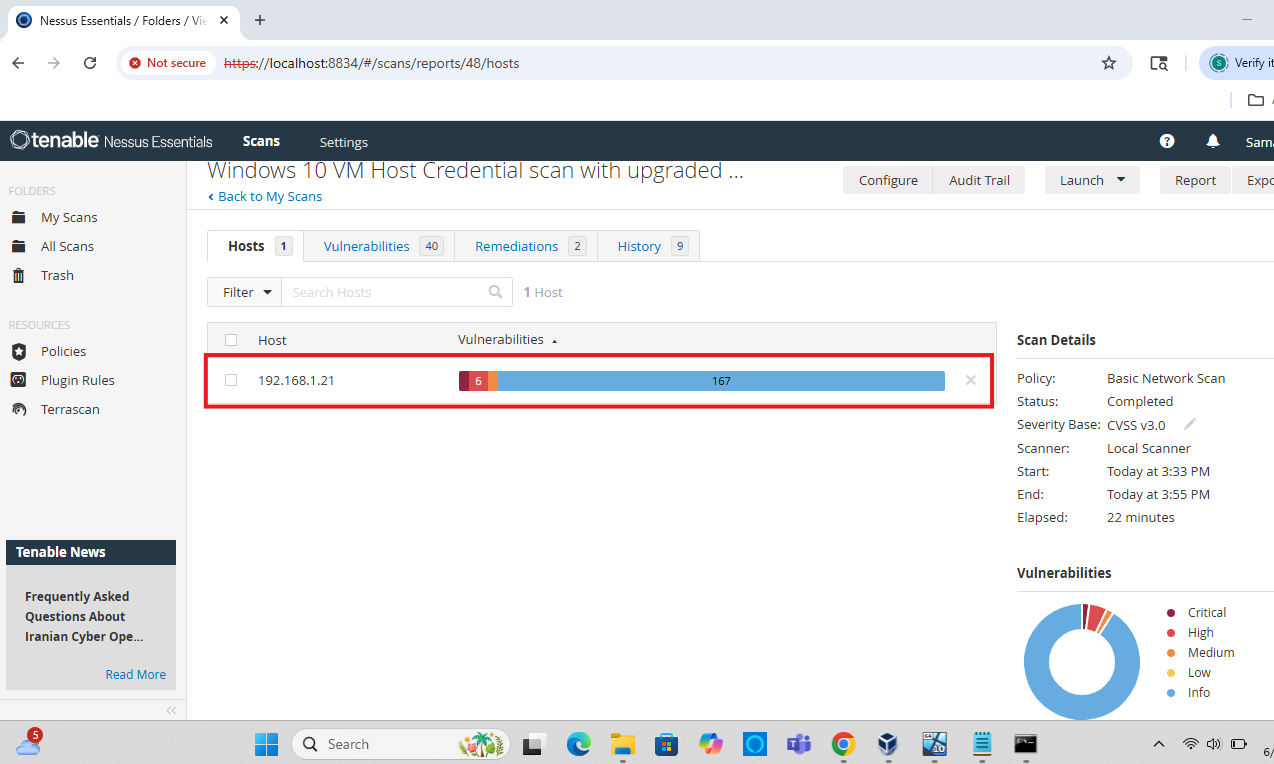 Nessus Essentials / Folders / Vie
Not secure
https://localhost:8834/#/scans/reports/48/hosts
S
Verify it
tenable Nessus Essentials
Scans
Settings
?
Sama
FOLDERS
My Scans
All Scans
Trash
RESOURCES
Policies
Plugin Rules
Terrascan
Tenable News
Frequently Asked
Questions About
Iranian Cyber Ope...
Read More
Windows 10 VM Host Credential scan with upgraded ...
< Back to My Scans
Configure
Audit Trail
Launch
Report
Expo
Hosts 1
Vulnerabilities 40
Remediations 2
History 9
Filter
Search Hosts
1 Host
Host
Vulnerabilities
192.168.1.21
6
167
Scan Details
Policy: Basic Network Scan
Status: Completed
Severity Base: CVSS v3.0
Scanner: Local Scanner
Start: Today at 3:33 PM
End: Today at 3:55 PM
Elapsed: 22 minutes
Vulnerabilities
Critical
High
Medium
Low
Info
5
Search
10
6/